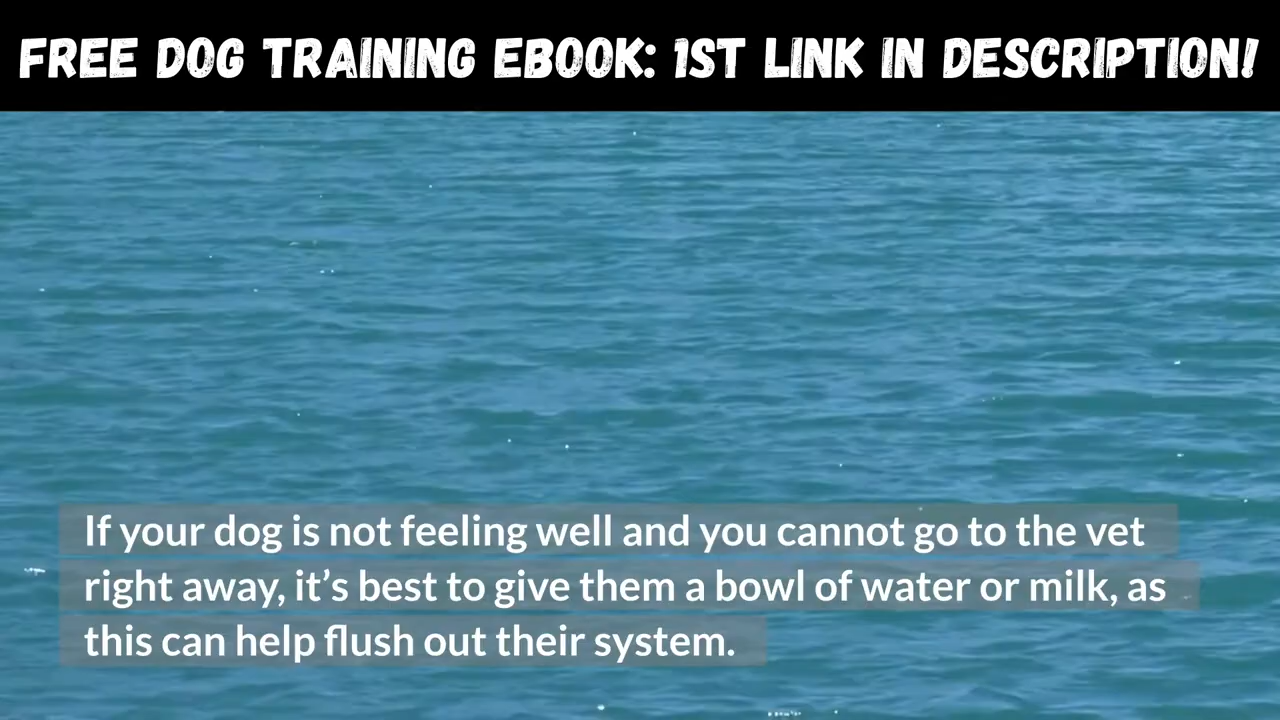 FREE DOG TRAINING EBOOK: 1ST LINK IN DESCRIPTION!
If your dog is not feeling well and you cannot go to the vet
right away, it’s best to give them a bowl of water or milk, as
this can help flush out their system.